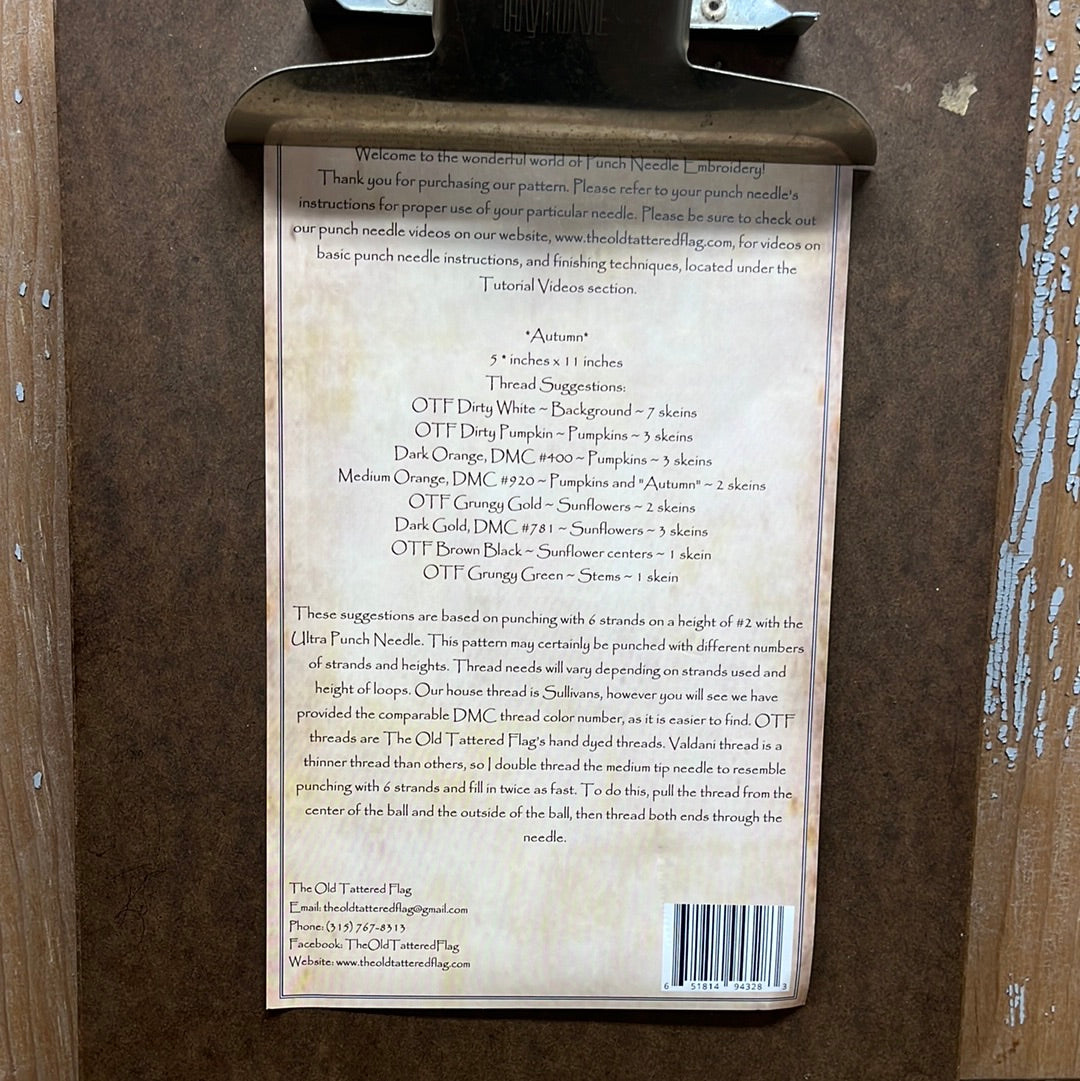 Welcome to the wonderful world of Punch Needle Embroidery!
Thank you for purchasing our pattern. Please refer to your punch needle's
instructions for proper use of your particular needle. Please be sure to check out
our punch needle videos on our website, www.theoldtatteredflag.com, for videos on
basic punch needle instructions, and finishing techniques, located under the
Tutorial Videos section.
*Autumn*
5 * inches x 11 inches
Thread Suggestions:
OTF Dirty White ~ Background ~ 7 skeins
OTF Dirty Pumpkin ~ Pumpkins ~ 3 skeins
Dark Orange, DMC #400 ~ Pumpkins ~ 3 skeins
Medium Orange, DMC #920 ~ Pumpkins and "Autumn" ~ 2 skeins
OTF Grungy Gold ~ Sunflowers ~ 2 skeins
Dark Gold, DMC #781 ~ Sunflowers ~ 3 skeins
OTF Brown Black ~ Sunflower centers ~ 1 skein
OTF Grungy Green ~ Stems ~ 1 skein
These suggestions are based on punching with 6 strands on a height of #2 with the
Ultra Punch Needle. This pattern may certainly be punched with different numbers
of strands and heights. Thread needs will vary depending on strands used and
height of loops. Our house thread is Sullivans, however you will see we have
provided the comparable DMC thread color number, as it is easier to find. OTF
threads are The Old Tattered Flag's hand dyed threads. Valdani thread is a
thinner thread than others, so I double thread the medium tip needle to resemble
punching with 6 strands and fill in twice as fast. To do this, pull the thread from the
center of the ball and the outside of the ball, then thread both ends through the
needle.
The Old Tattered Flag
Email: theoldtatteredflag@gmail.com
Phone: (315) 767-8313
Facebook: TheOldTatteredFlag
Website: www.theoldtatteredflag.com
6 51814 94328 3